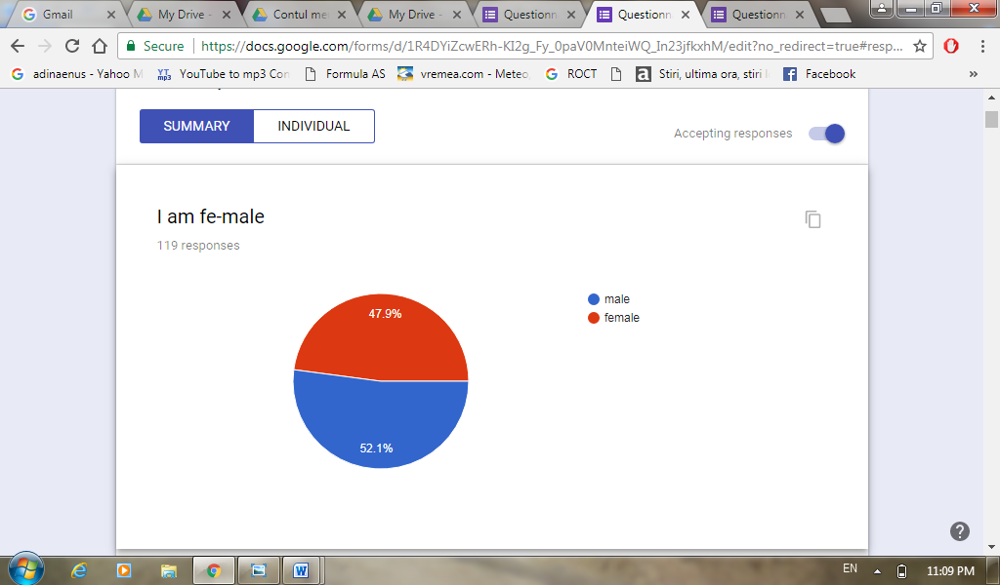 Gmail
My Drive -
Contul me
My Drive -
Questionn
Questionn
Questionn
Secure
https://docs.google.com/forms/d/1R4DYiZcwERh-KI2g_Fy_0paV0MnteiWQ_In23jfkxhM/edit?no_redirect=true#resp...
adinaenus - Yahoo M
YT mp3
YouTube to mp3 Con
Formula AS
vremea.com - Meteo
ROCT
a
Stiri, ultima ora, stiri
Facebook
»
SUMMARY
INDIVIDUAL
Accepting responses
I am fe-male
119 responses
47.9%
52.1%
male
female
?
EN
11:09 PM